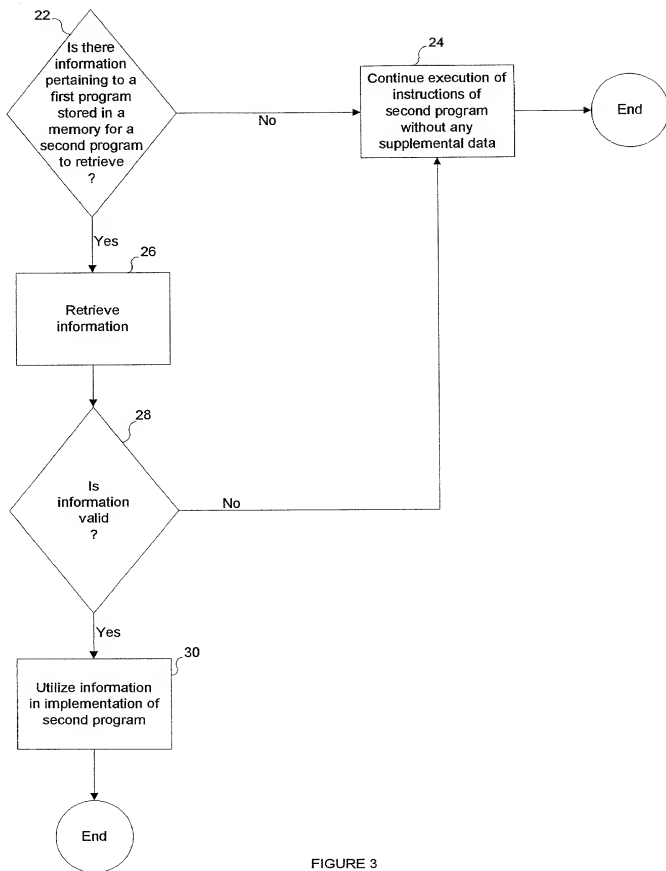 22
Is there
information
pertaining to a
first program
stored in a
memory for a
second program
to retrieve
?
No
24
Continue execution of
instructions of
second program
without any
supplemental data
End
Yes
26
Retrieve
information
28
Is
information
valid
?
No
Yes
30
Utilize information
in implementation of
second program
End
FIGURE 3